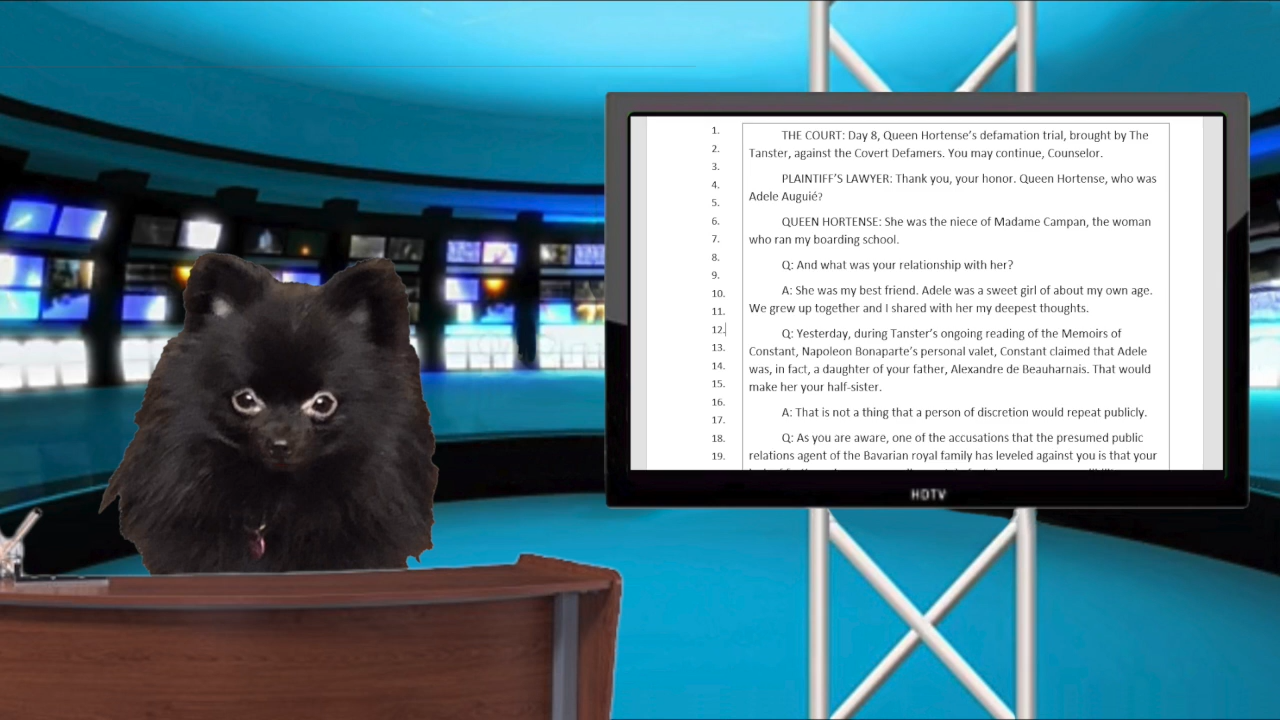 1.
THE COURT: Day 8, Queen Hortense's defamation trial, brought by The
2.
Tanster, against the Covert Defamers. You may continue, Counselor.
3.
PLAINTIFF'S LAWYER: Thank you, your honor. Queen Hortense, who was
4.
Adele Auguié?
5.
6.
QUEEN HORTENSE: She was the niece of Madame Campan, the woman
7.
who ran my boarding school.
8.
Q: And what was your relationship with her?
9.
10.
A: She was my best friend. Adele was a sweet girl of about my own age.
11.
We grew up together and I shared with her my deepest thoughts.
12.
Q: Yesterday, during Tanster's ongoing reading of the Memoirs of
13.
Constant, Napoleon Bonaparte's personal valet, Constant claimed that Adele
14.
was, in fact, a daughter of your father, Alexandre de Beauharnais. That would
15.
make her your half-sister.
16.
17.
A: That is not a thing that a person of discretion would repeat publicly.
18.
Q: As you are aware, one of the accusations that the presumed public
19.
relations agent of the Bavarian royal family has leveled against you is that your
HDTV